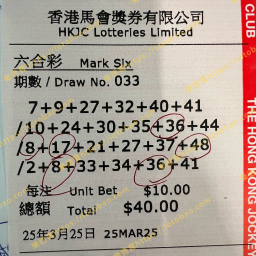 香港馬會獎券有限公司
HKJC Lotteries Limited
六合彩 Mark Six
期數 / Draw No. 033
7+9+27+32+40+41
/10+24+30+35+36+44
/8+17+21+27+37+48
/2+8+33+34+36+41
每注 Unit Bet $10.00
總額 Total $40.00
25年3月25日 25MAR25
CLUB
THE HONG KONG JOCKEY